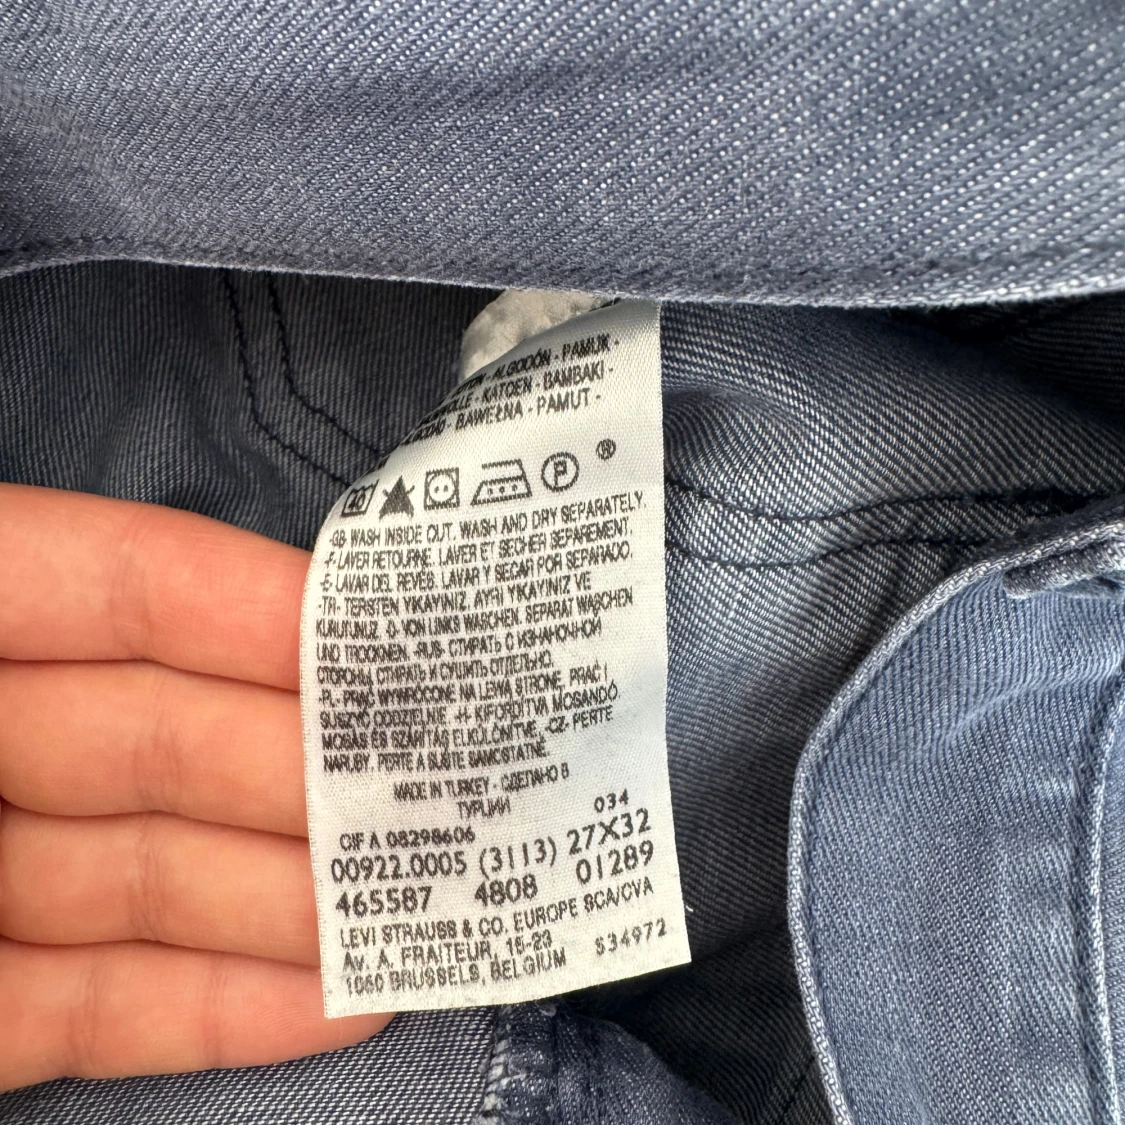 - ALGODÓN - PAMUK -
- KATOEN - BAMBAKI -
- BAWEŁNA - PAMUT -
P ®
-GB- WASH INSIDE OUT. WASH AND DRY SEPARATELY.
-F- LAVER RETOURNE. LAVER ET SECHER SEPAREMENT.
-E- LAVAR DEL REVÉS. LAVAR Y SECAR POR SEPARADO.
-TR- TERSTEN YIKAYINIZ. AYRI YIKAYINIZ VE
KURUTUNUZ. -D- VON LINKS WASCHEN. SEPARAT WASCHEN
UND TROCKNEN. -RUS- СТИРАТЬ С ИЗНАНОЧНОЙ
СТОРОНЫ. СТИРАТЬ И СУШИТЬ ОТДЕЛЬНО.
-PL- PRAĆ WYWRÓCONE NA LEWĄ STRONĘ, PRAĆ I
SUSZYĆ ODDZIELNIE. -H- KIFORDÍTVA MOSANDÓ.
MOSÁS ÉS SZÁRÍTÁS ELKÜLÖNÍTVE. -CZ- PERTE
NARUBY. PERTE A SUŠTE SAMOSTATNĚ.
MADE IN TURKEY - СДЕЛАНО В
ТУРЦИИ
034
CIF A 08298606
00922.0005 (3113) 27X32
465587 4808 01289
LEVI STRAUSS & CO. EUROPE SCA/CVA
AV. A. FRAITEUR, 15-23
1060 BRUSSELS, BELGIUM S34972